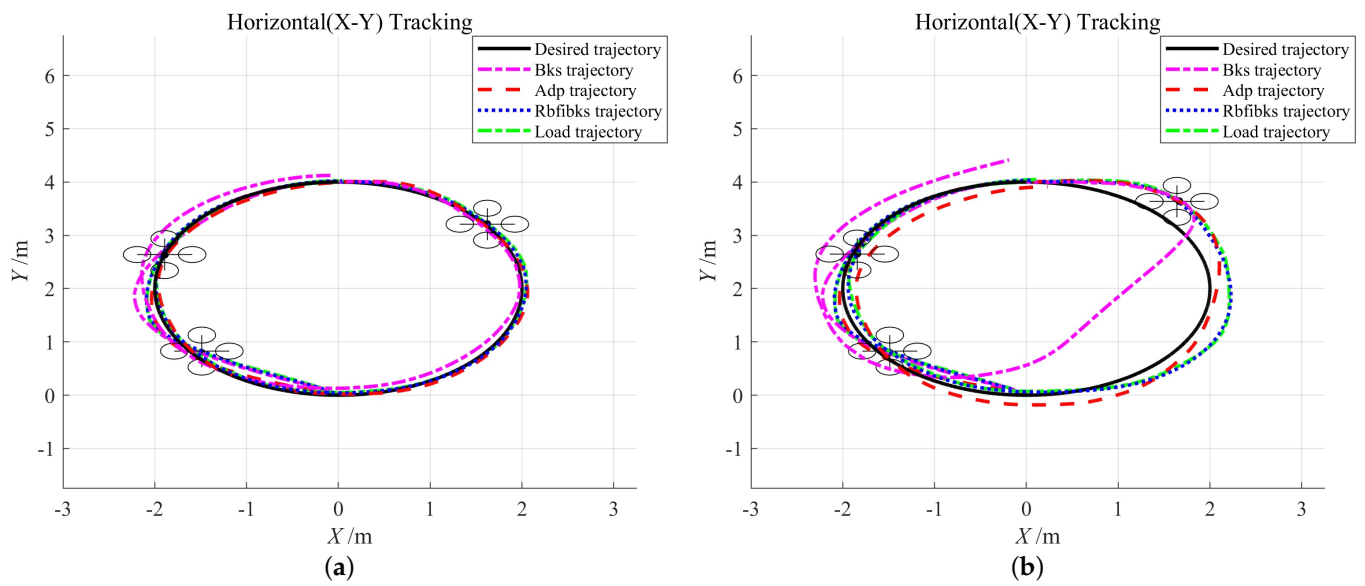 Horizontal(X-Y) Tracking
Desired trajectory
Bks trajectory
Adp trajectory
Rbfibks trajectory
Load trajectory
6
5
4
3
2
1
0
-1
Y /m
-3 -2 -1 0 1 2 3
X /m
(a)
Horizontal(X-Y) Tracking
Desired trajectory
Bks trajectory
Adp trajectory
Rbfibks trajectory
Load trajectory
6
5
4
3
2
1
0
-1
Y /m
-3 -2 -1 0 1 2 3
X /m
(b)